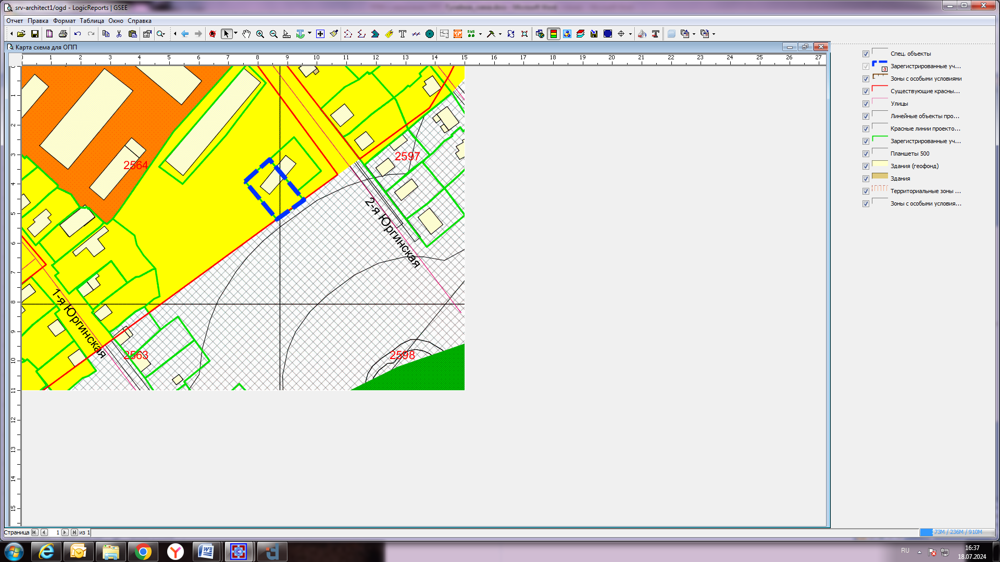 srv-architect1/ogd - LogicReports | GSEE
Отчет Правка Формат Таблица Окно Справка
Карта схема для ОПП
1 2 3 4 5 6 7 8 9 10 11 12 13 14 15 16 17 18 19 20 21 22 23 24 25 26 27
0
1
2
3
4
5
6
7
8
9
10
11
12
13
14
15
2564
2597
2-я Юргинская
1-я Юргинская
2563
2598
Спец. объекты
Зарегистрированные уч...
Зоны с особыми условиями
Существующие красны...
Улицы
Линейные объекты про...
Красные линии проекто...
Зарегистрированные уч...
Планшеты 500
Здания (геофонд)
Здания
Территориальные зоны ...
Зоны с особыми условия...
Страница 1 из 1
73M / 236M / 910M
RU
16:37
18.07.2024